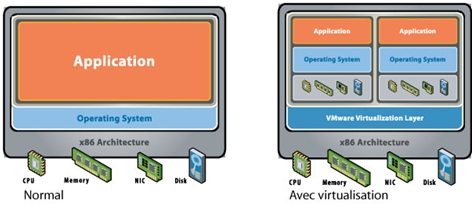 Application
Operating System
x86 Architecture
CPU Memory NIC Disk
Normal
Application Application
Operating System Operating System
VMware Virtualization Layer
x86 Architecture
CPU Memory NIC Disk
Avec virtualisation